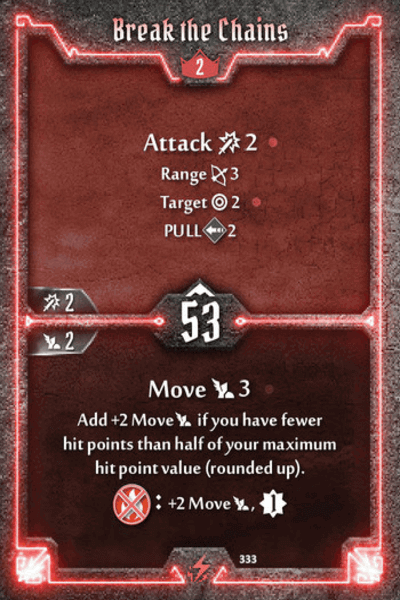 Break the Chains
2
Attack 2
Range 3
Target 2
PULL 2
2
53
2
Move 3
Add +2 Move if you have fewer
hit points than half of your maximum
hit point value (rounded up).
: +2 Move , 1
333